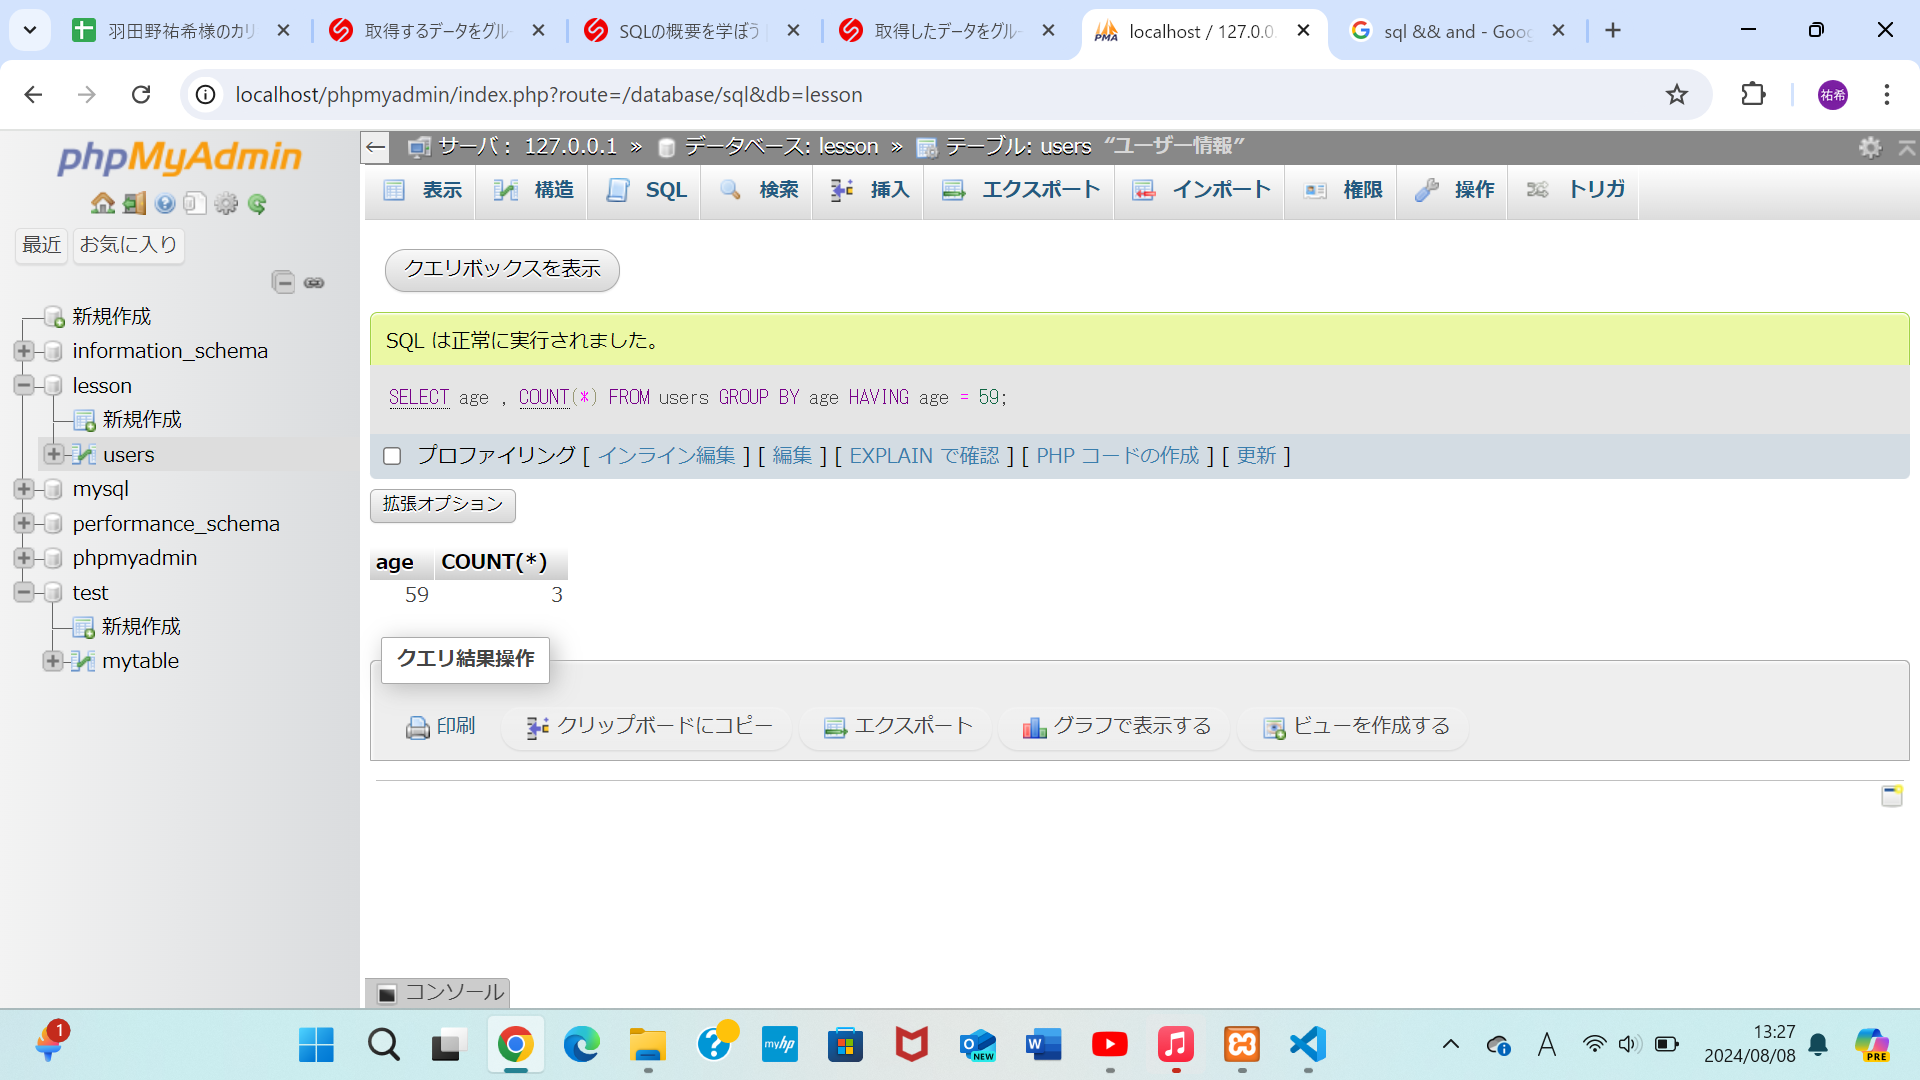 羽田野祐希様のカリ
取得するデータをグルー
SQLの概要を学ぼう
取得したデータをグルー
localhost / 127.0.0.
sql && and - Goog
localhost/phpmyadmin/index.php?route=/database/sql&db=lesson
祐希
phpMyAdmin
最近 お気に入り
新規作成
information_schema
lesson
新規作成
users
mysql
performance_schema
phpmyadmin
test
新規作成
mytable
サーバ: 127.0.0.1 » データベース: lesson » テーブル: users “ユーザー情報”
表示 構造 SQL 検索 挿入 エクスポート インポート 権限 操作 トリガ
クエリボックスを表示
SQL は正常に実行されました。
SELECT age , COUNT(*) FROM users GROUP BY age HAVING age = 59;
プロファイリング [ インライン編集 ] [ 編集 ] [ EXPLAIN で確認 ] [ PHP コードの作成 ] [ 更新 ]
拡張オプション
age COUNT(*)
59 3
クエリ結果操作
印刷 クリップボードにコピー エクスポート グラフで表示する ビューを作成する
コンソール
1
myhp
NEW
W
A
13:27
2024/08/08
PRE